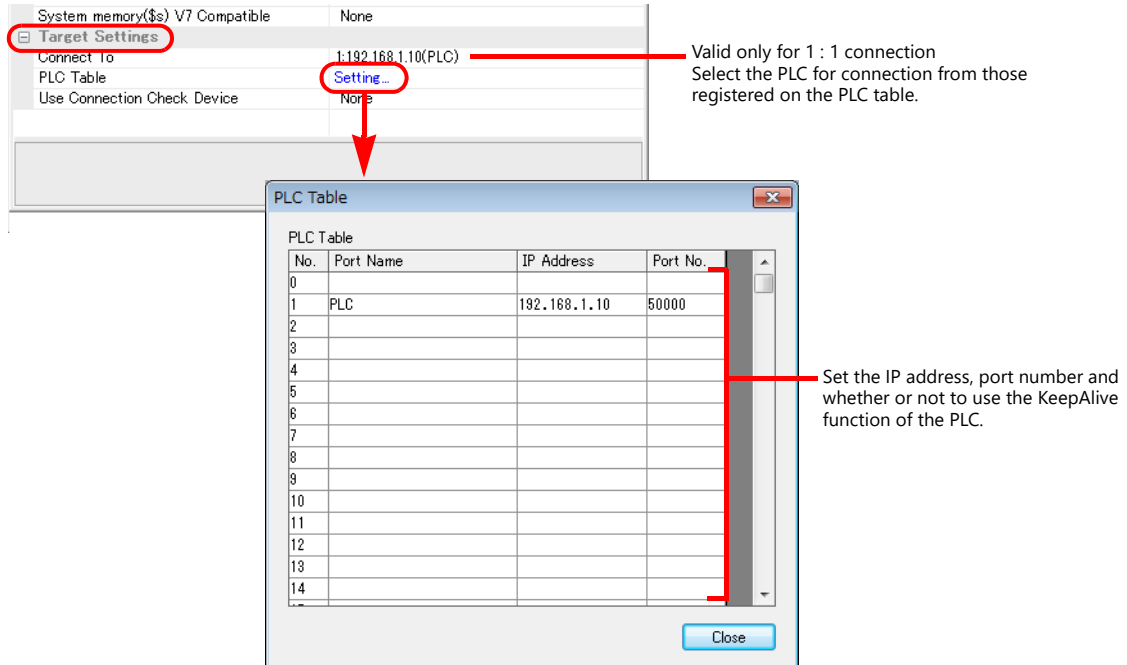 System memory($s) V7 Compatible None
Target Settings
Connect To 1:192.168.1.10(PLC)
PLC Table Setting...
Use Connection Check Device None
Valid only for 1 : 1 connection
Select the PLC for connection from those
registered on the PLC table.
PLC Table
PLC Table
No. Port Name IP Address Port No.
0
1 PLC 192.168.1.10 50000
2
3
4
5
6
7
8
9
10
11
12
13
14
Set the IP address, port number and
whether or not to use the KeepAlive
function of the PLC.
Close